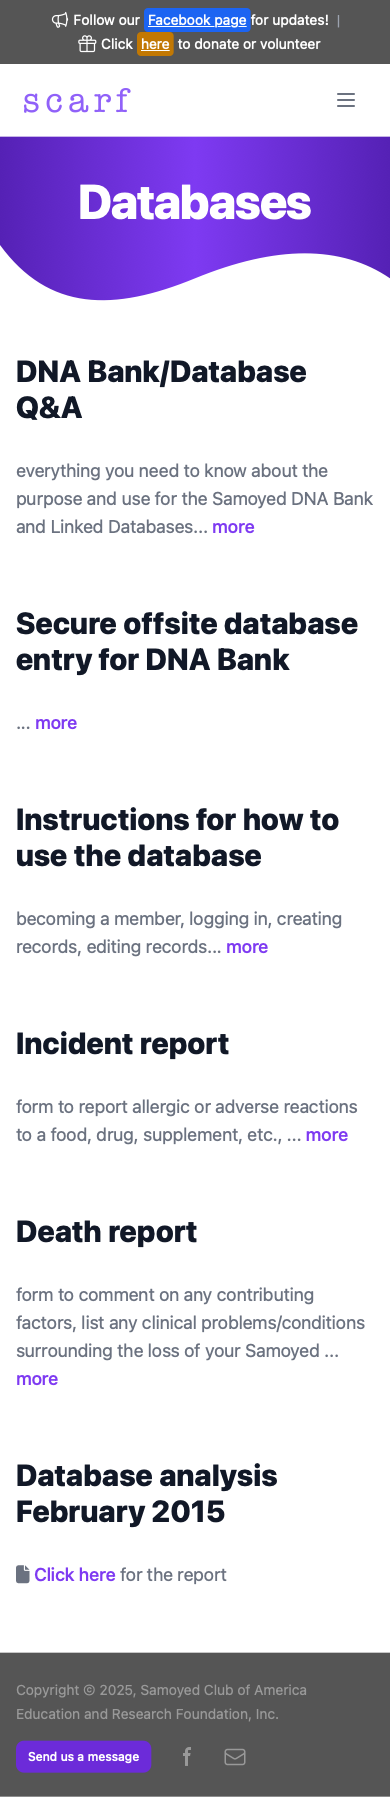 Follow our Facebook page for updates! |
Click here to donate or volunteer
scarf
Databases
DNA Bank/Database
Q&A
everything you need to know about the
purpose and use for the Samoyed DNA Bank
and Linked Databases... more
Secure offsite database
entry for DNA Bank
... more
Instructions for how to
use the database
becoming a member, logging in, creating
records, editing records... more
Incident report
form to report allergic or adverse reactions
to a food, drug, supplement, etc., ... more
Death report
form to comment on any contributing
factors, list any clinical problems/conditions
surrounding the loss of your Samoyed ...
more
Database analysis
February 2015
Click here for the report
Copyright © 2025, Samoyed Club of America
Education and Research Foundation, Inc.
Send us a message